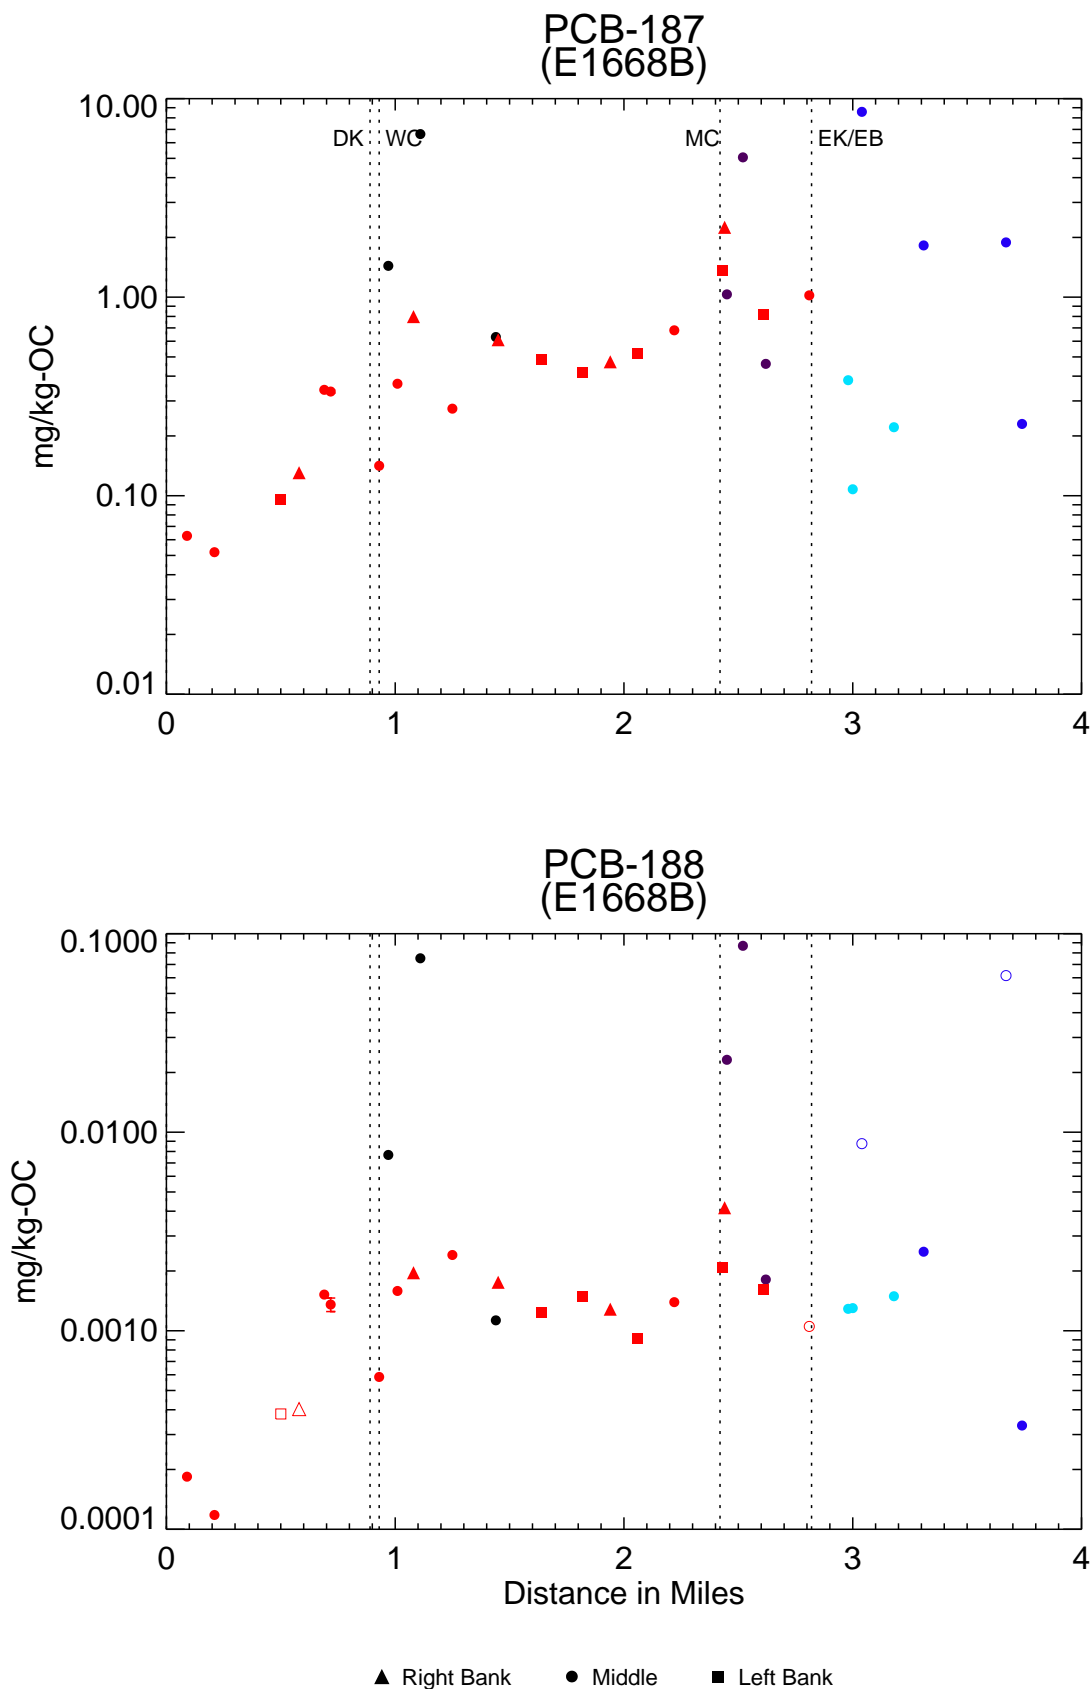 PCB-187
(E1668B)
10.00
DK
WC
MC
EK/EB
1.00
mg/kg-OC
0.10
0.01
0 1 2 3 4
PCB-188
(E1668B)
0.1000
0.0100
mg/kg-OC
0.0010
0.0001
0 1 2 3 4
Distance in Miles
Right Bank Middle Left Bank